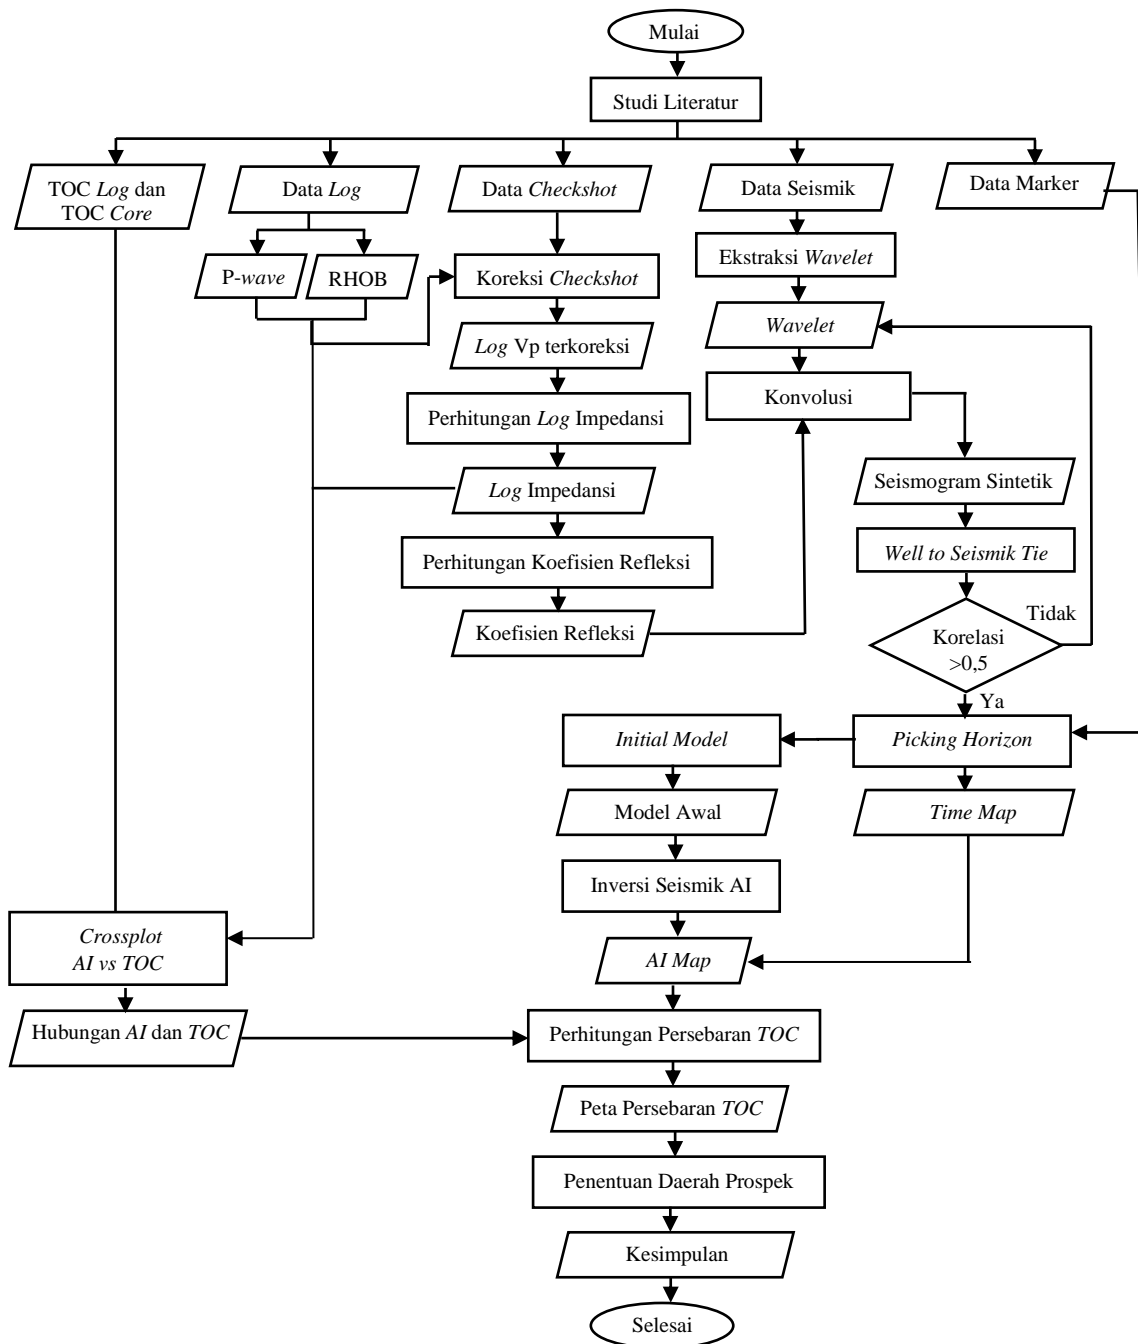 Mulai
Studi Literatur
TOC Log dan
TOC Core
Data Log
Data Checkshot
Data Seismik
Data Marker
P-wave
RHOB
Koreksi Checkshot
Ekstraksi Wavelet
Log Vp terkoreksi
Wavelet
Perhitungan Log Impedansi
Konvolusi
Log Impedansi
Seismogram Sintetik
Perhitungan Koefisien Refleksi
Well to Seismik Tie
Koefisien Refleksi
Korelasi
>0,5
Tidak
Ya
Initial Model
Picking Horizon
Model Awal
Time Map
Inversi Seismik AI
Crossplot
AI vs TOC
AI Map
Hubungan AI dan TOC
Perhitungan Persebaran TOC
Peta Persebaran TOC
Penentuan Daerah Prospek
Kesimpulan
Selesai